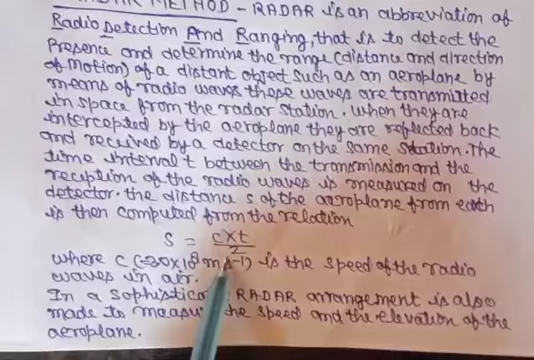 METHOD - RADAR is an abbreviation of
Radio Detection And Ranging, that is to detect the
Presence and determine the range (distance and direction
of Motion) of a distant object such as an aeroplane by
means of radio waves these waves are transmitted
in space from the radar station. when they are
intercepted by the aeroplane they are reflected back
and received by a detector on the same station. The
time interval t between the transmission and the
reception of the radio waves is measured on the
detector. the distance s of the aeroplane from earth
is then computed from the relation
S = c×t/2
where c (=3.0×10⁸ m s-1) is the speed of the radio
waves in air.
In a sophistica RADAR arrangement is also
made to measu the speed and the elevation of the
aeroplane.